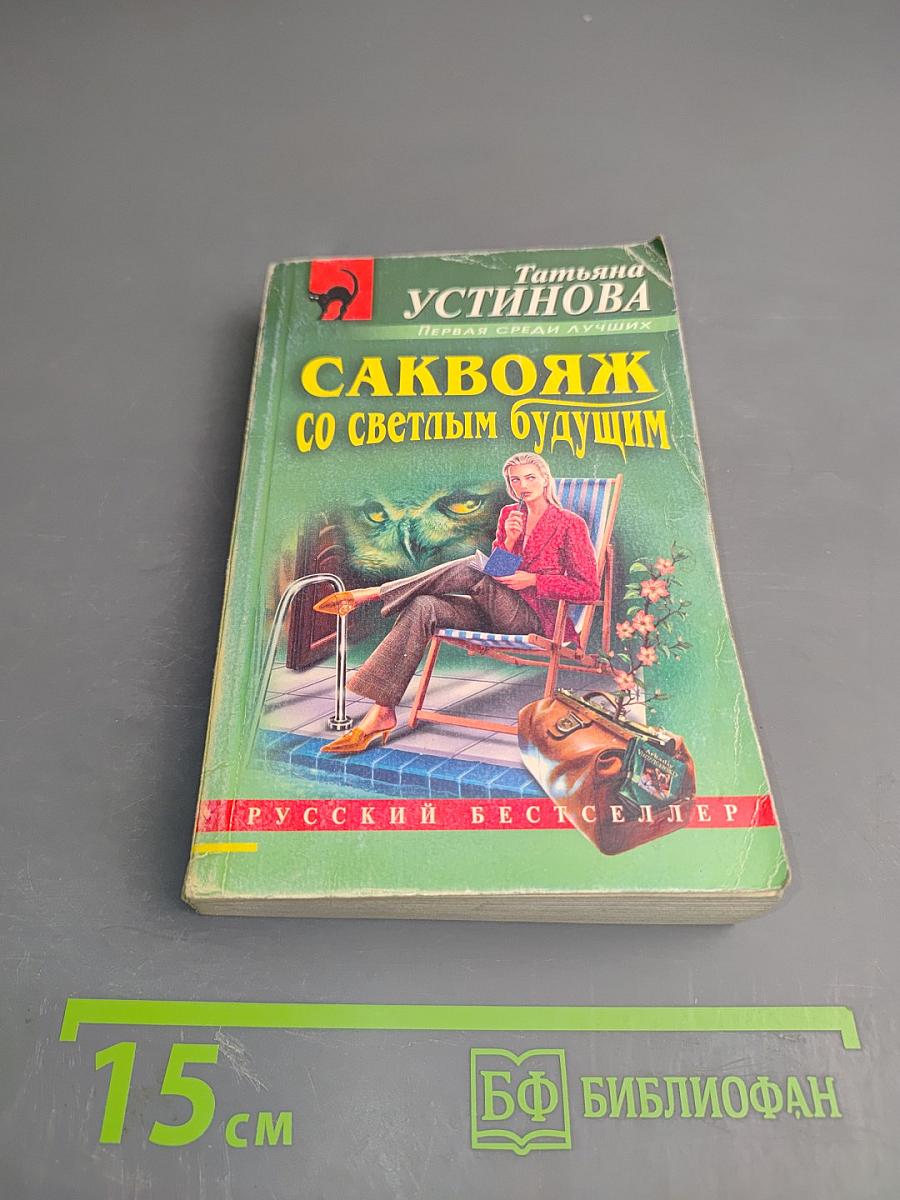 Татьяна
УСТИНОВА
ПЕРВАЯ СРЕДИ ЛУЧШИХ
САКВОЯЖ
СО СВЕТЛЫМ БУДУЩИМ
РУССКИЙ БЕСТСЕЛЛЕР
15 см
БФ БИБЛИОФАН